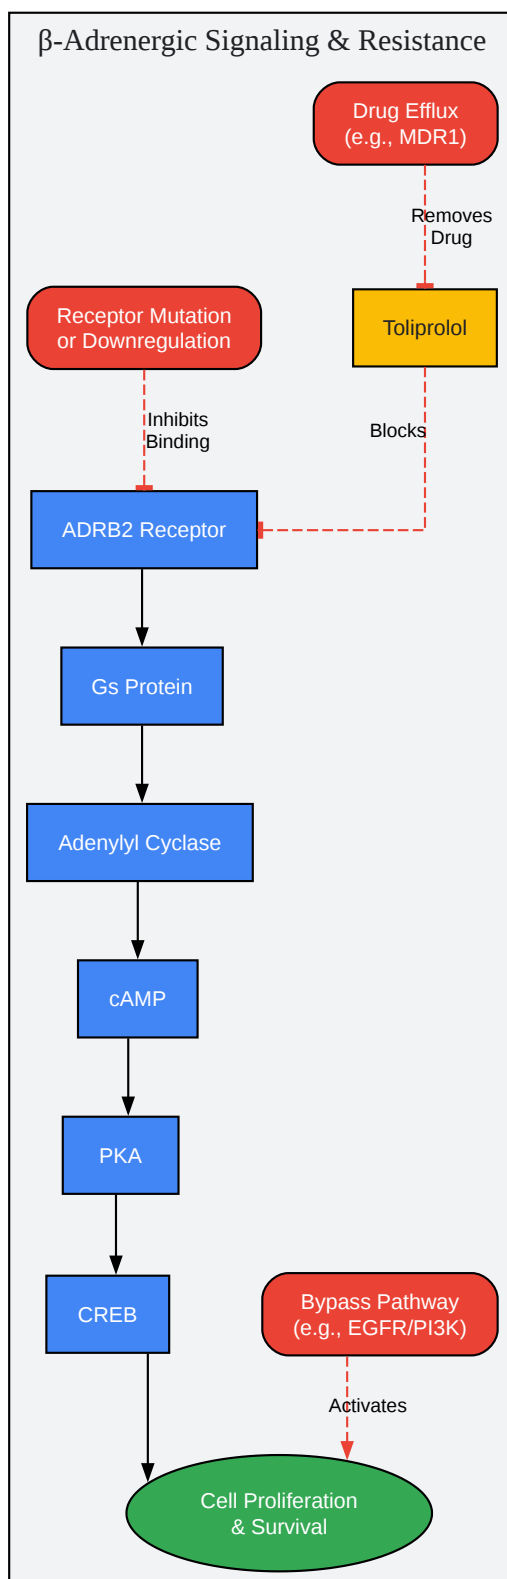 β-Adrenergic Signaling & Resistance
Drug Efflux
(e.g., MDR1)
Removes
Drug
Receptor Mutation
or Downregulation
Toliprolol
Inhibits
Binding
Blocks
ADRB2 Receptor
Gs Protein
Adenylyl Cyclase
cAMP
PKA
CREB
Bypass Pathway
(e.g., EGFR/PI3K)
Activates
Cell Proliferation
& Survival